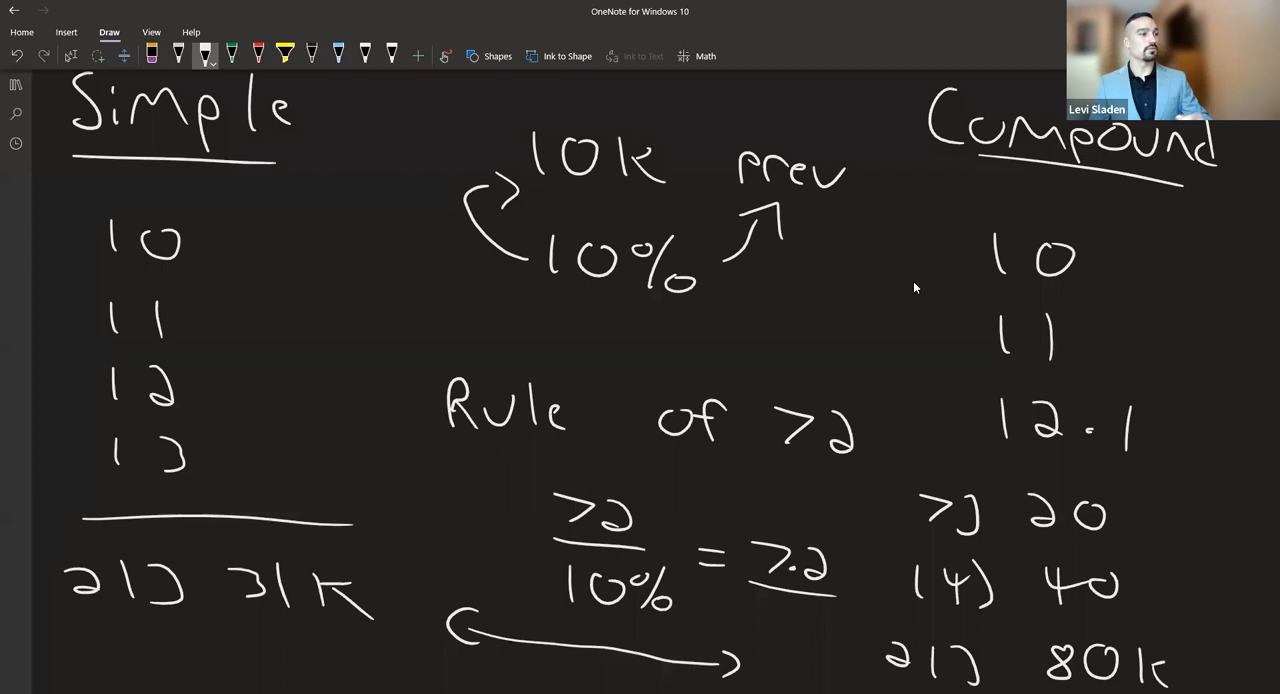 OneNote for Windows 10
Home Insert Draw View Help
Shapes Ink to Shape Ink to Text Math
Levi Sladen
Simple
10
11
12
13
21) 31K
10k prev
10%
Rule of 72
72
10% = 7.2
Compound
10
11
12.1
7) 20
14) 40
21) 80k